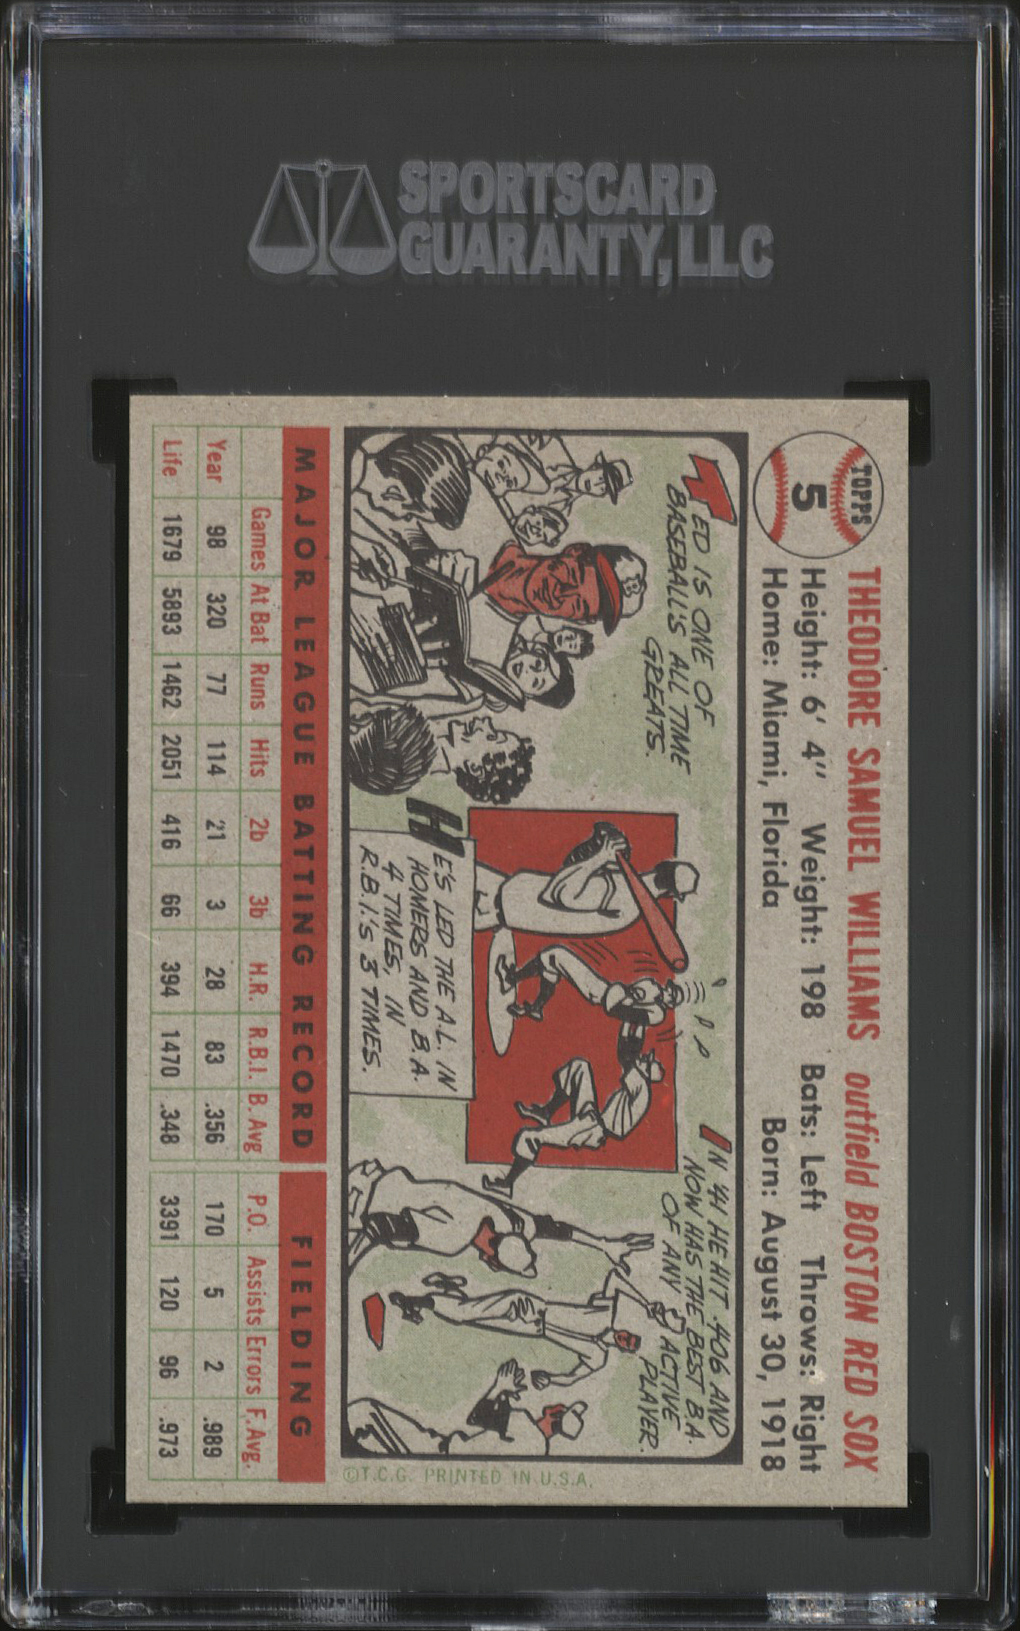 SPORTSCARD
GUARANTY, LLC
TOPPS
5
THEODORE SAMUEL WILLIAMS outfield BOSTON RED SOX
Height: 6' 4" Weight: 198 Bats: Left Throws: Right
Home: Miami, Florida Born: August 30, 1918
TED IS ONE OF
BASEBALL'S ALL TIME
GREATS.
HE'S LED THE A.L. IN
HOMERS AND B.A.
4 TIMES, IN
R.B.I.'S 3 TIMES.
IN '41 HE HIT .406 AND
NOW HAS THE BEST B.A.
OF ANY ACTIVE
PLAYER.
B
MAJOR LEAGUE BATTING RECORD FIELDING
Games At Bat Runs Hits 2b 3b H.R. R.B.I. B. Avg P.O. Assists Errors F. Avg.
Year 98 320 77 114 21 3 28 83 .356 170 5 2 .989
Life 1679 5893 1462 2051 416 66 394 1470 .348 3391 120 96 .973
©T.C.G. PRINTED IN U.S.A.